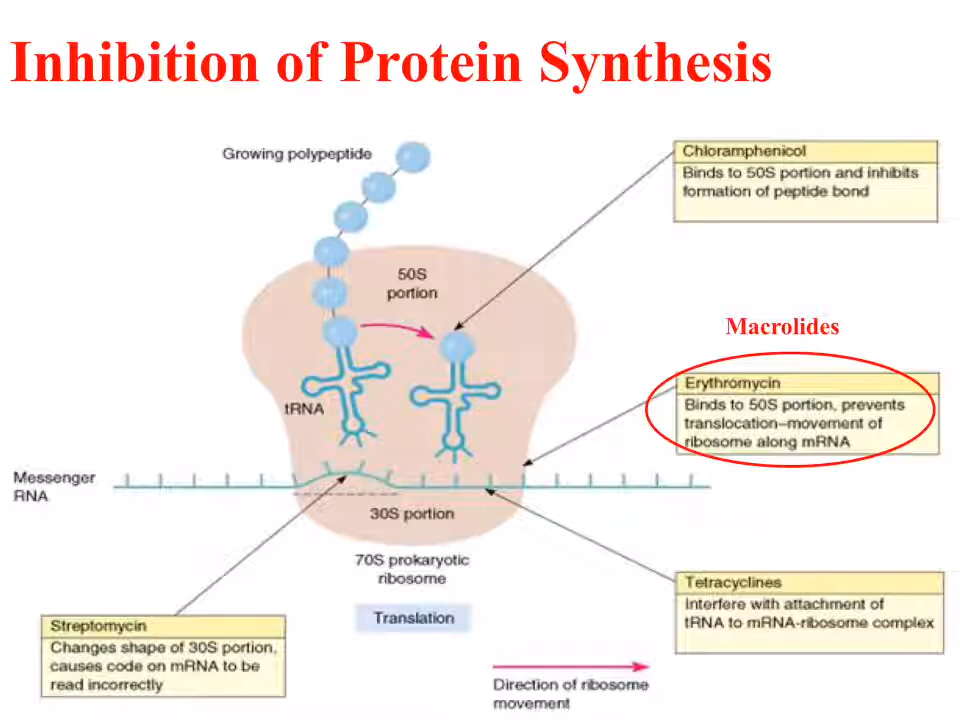 Inhibition of Protein Synthesis
Growing polypeptide
Chloramphenicol
Binds to 50S portion and inhibits
formation of peptide bond
50S
portion
Macrolides
Erythromycin
Binds to 50S portion, prevents
translocation–movement of
ribosome along mRNA
tRNA
Messenger
RNA
30S portion
70S prokaryotic
ribosome
Translation
Tetracyclines
Interfere with attachment of
tRNA to mRNA-ribosome complex
Streptomycin
Changes shape of 30S portion,
causes code on mRNA to be
read incorrectly
Direction of ribosome
movement